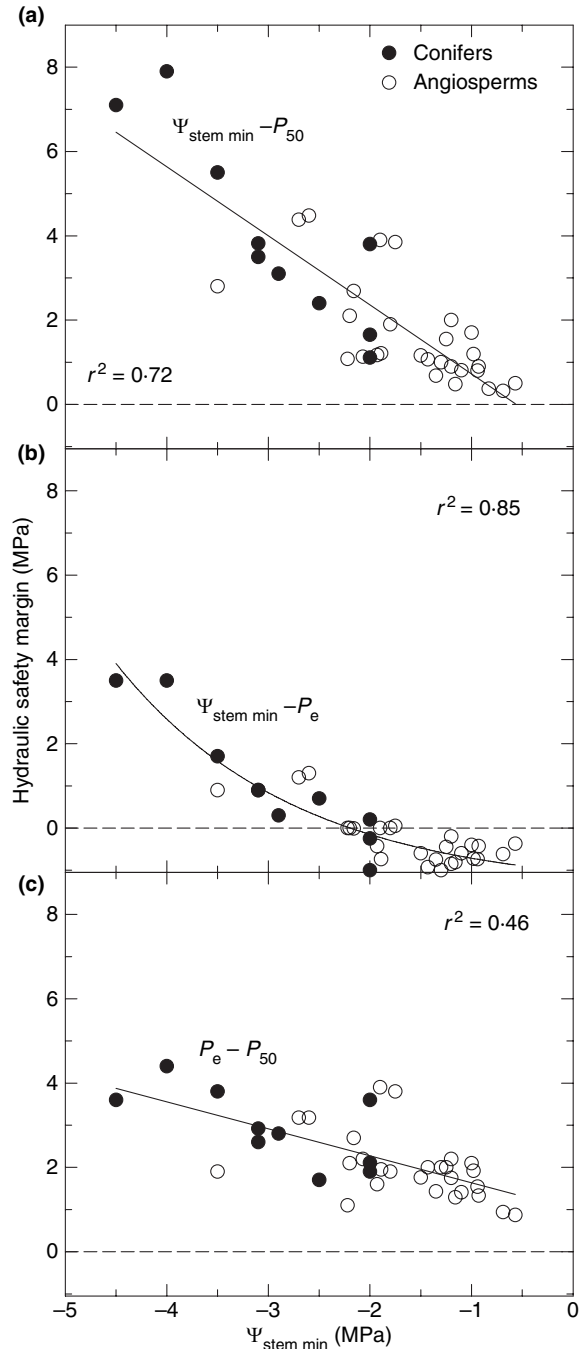 (a)
Conifers
Angiosperms
Ψstem min –P50
r² = 0·72
8
6
4
2
0
(b)
r² = 0·85
Ψstem min –Pe
8
6
4
2
0
Hydraulic safety margin (MPa)
(c)
r² = 0·46
Pe – P50
8
6
4
2
0
–5 –4 –3 –2 –1 0
Ψstem min (MPa)